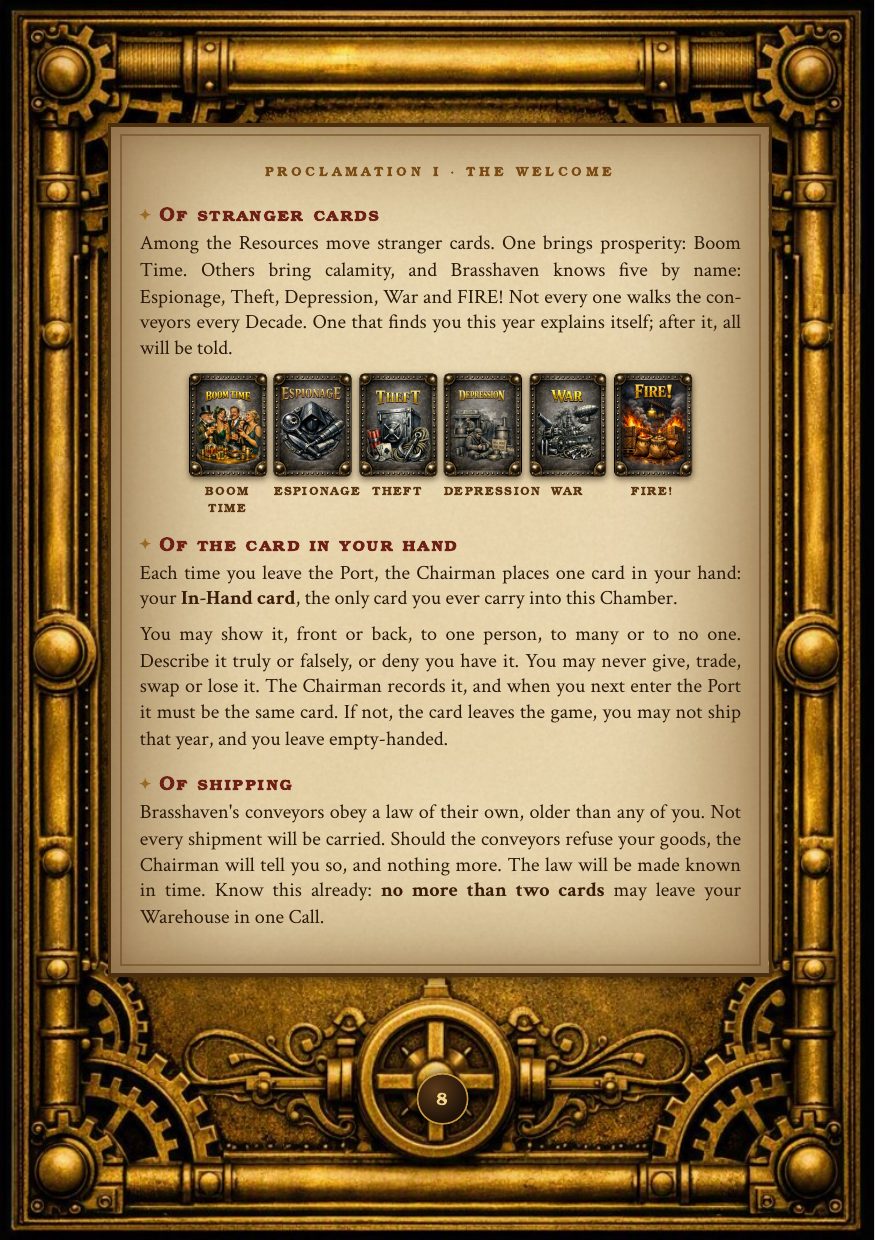 PROCLAMATION I · THE WELCOME
✦ OF STRANGER CARDS
Among the Resources move stranger cards. One brings prosperity: Boom
Time. Others bring calamity, and Brasshaven knows five by name:
Espionage, Theft, Depression, War and FIRE! Not every one walks the con-
veyors every Decade. One that finds you this year explains itself; after it, all
will be told.
BOOM TIME ESPIONAGE THEFT DEPRESSION WAR FIRE!
BOOM TIME ESPIONAGE THEFT DEPRESSION WAR FIRE!
✦ OF THE CARD IN YOUR HAND
Each time you leave the Port, the Chairman places one card in your hand:
your In-Hand card, the only card you ever carry into this Chamber.
You may show it, front or back, to one person, to many or to no one.
Describe it truly or falsely, or deny you have it. You may never give, trade,
swap or lose it. The Chairman records it, and when you next enter the Port
it must be the same card. If not, the card leaves the game, you may not ship
that year, and you leave empty-handed.
✦ OF SHIPPING
Brasshaven's conveyors obey a law of their own, older than any of you. Not
every shipment will be carried. Should the conveyors refuse your goods, the
Chairman will tell you so, and nothing more. The law will be made known
in time. Know this already: no more than two cards may leave your
Warehouse in one Call.
8